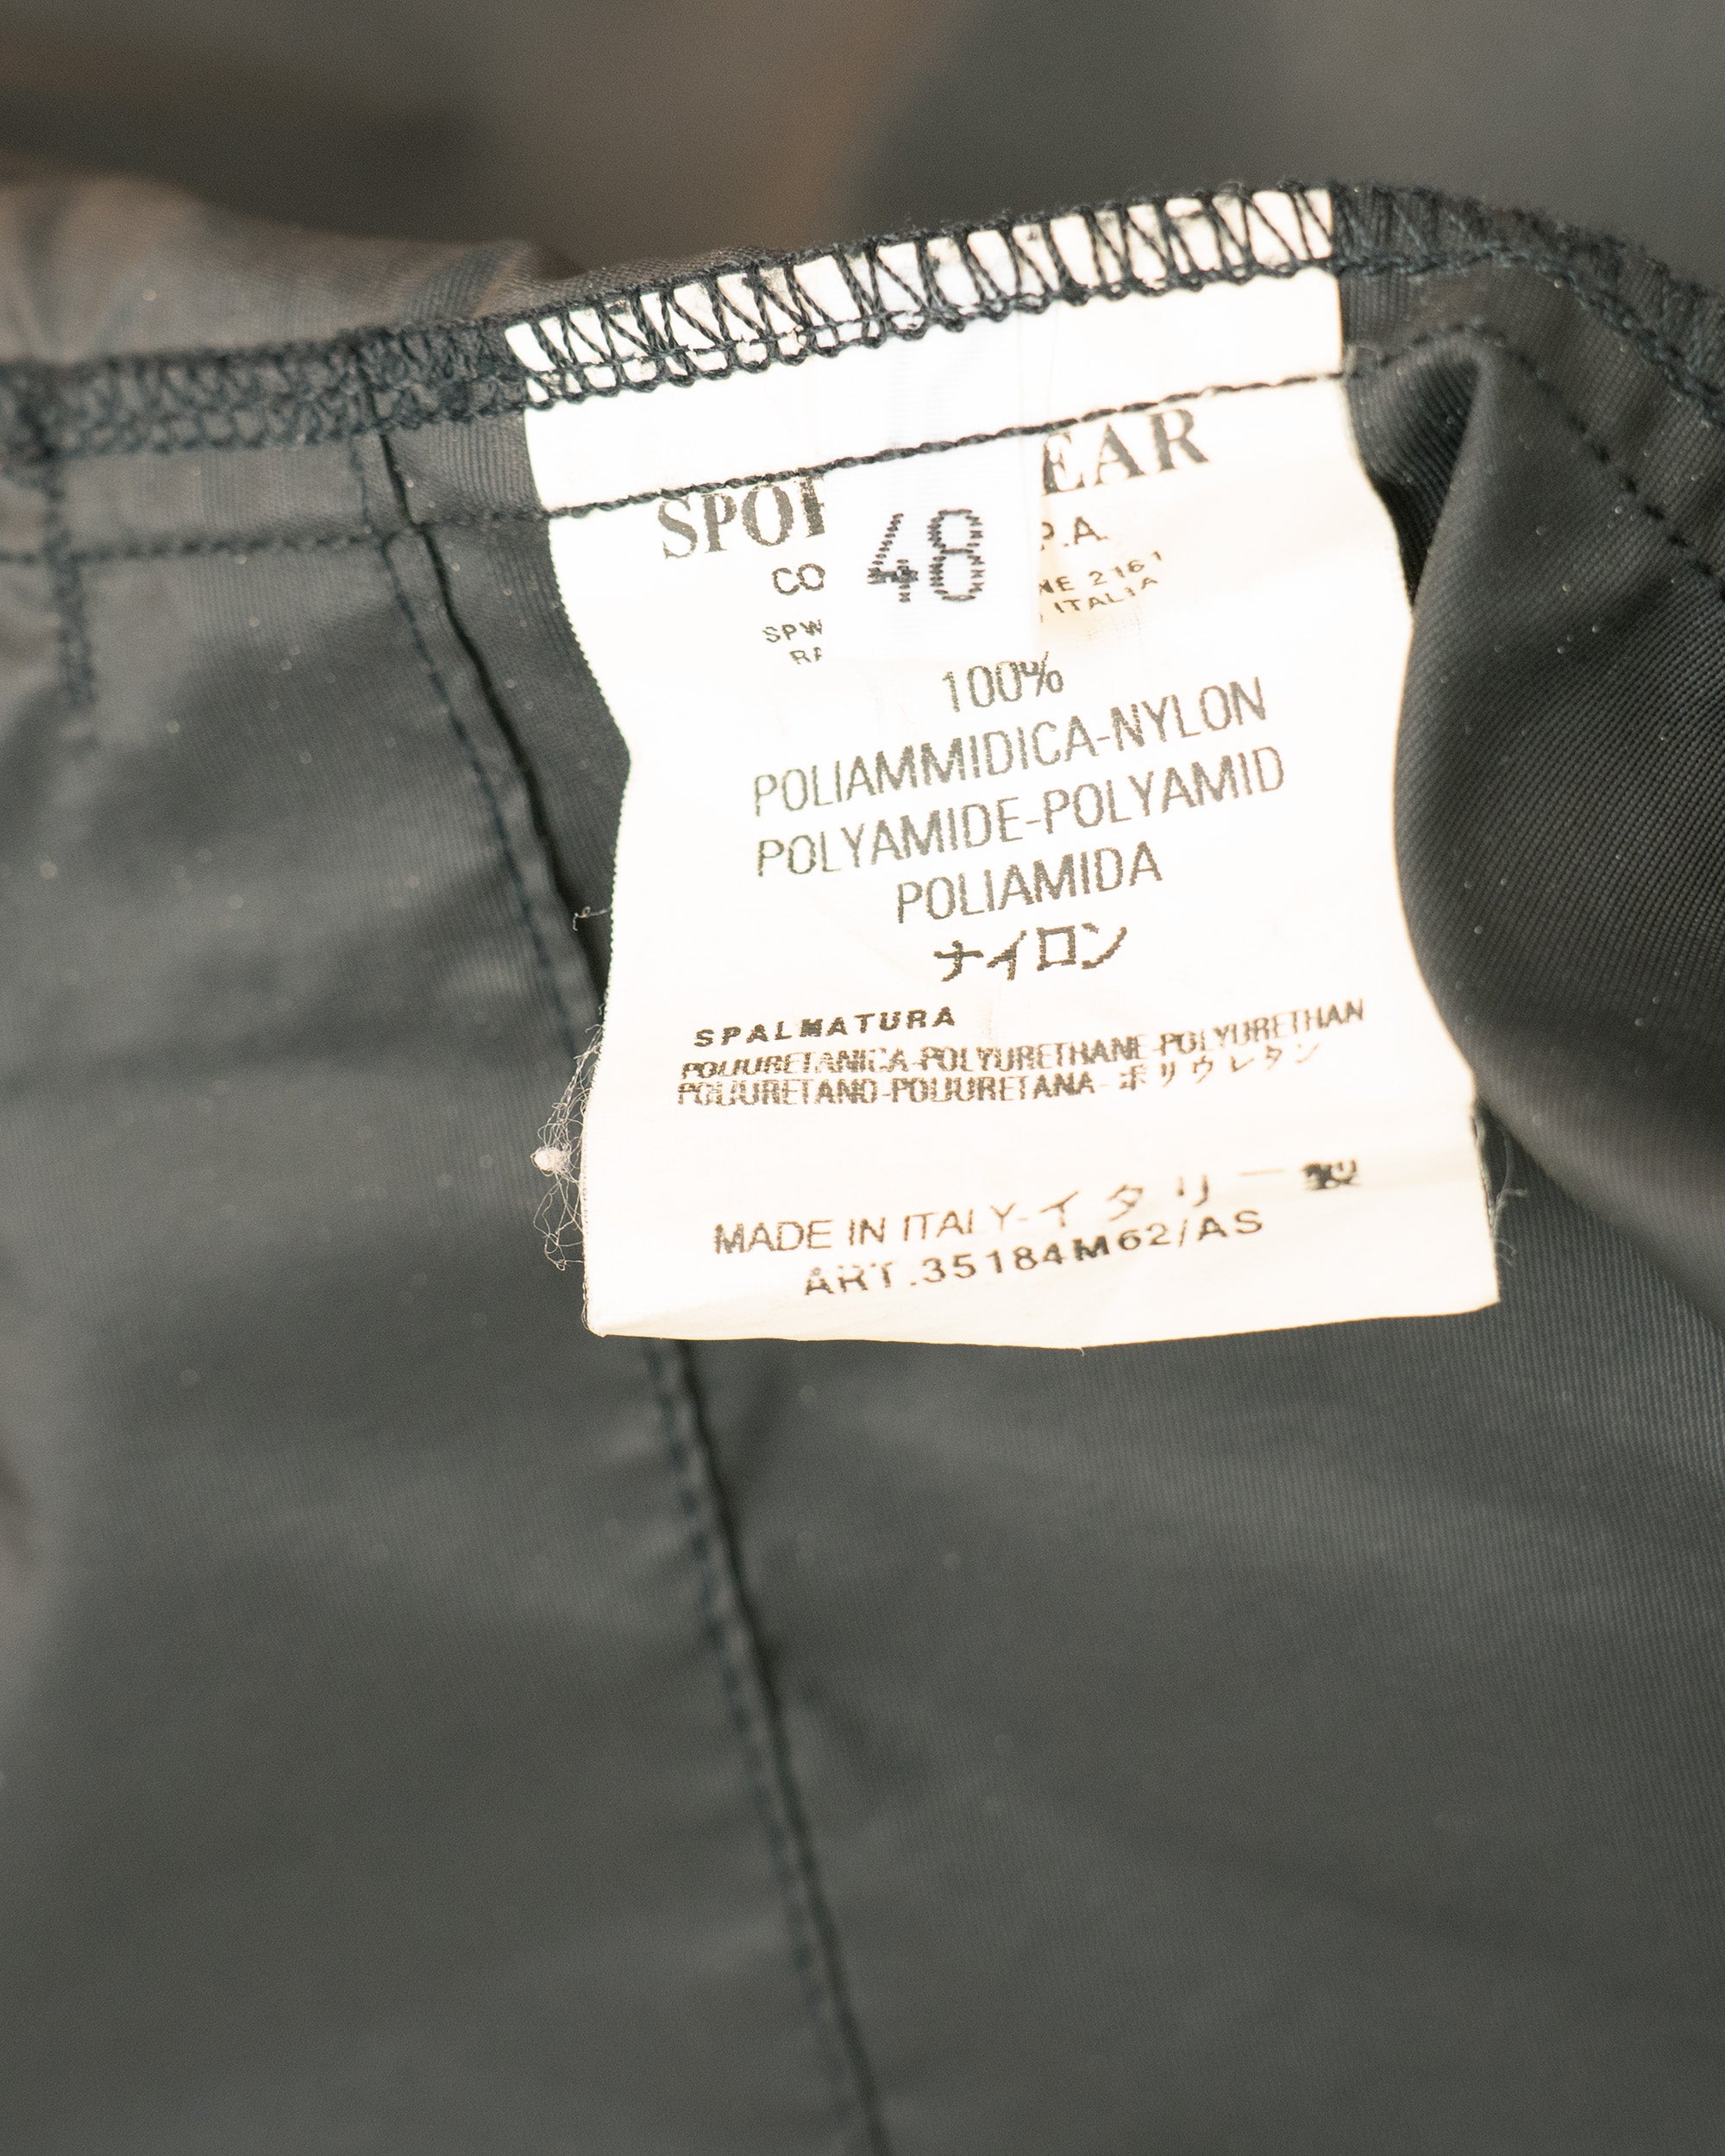 SPOR EAR
48
CO P.A.
SPW NE 2161
RA ITALIA
100%
POLIAMMIDICA-NYLON
POLYAMIDE-POLYAMID
POLIAMIDA
ナイロン
SPALMATURA
POLIURETANICA-POLYURETHANE-POLYURETHAN
POLIURETANO-POLIURETANA-ポリウレタン
MADE IN ITALY-イタリー製
ART.35184M62/AS